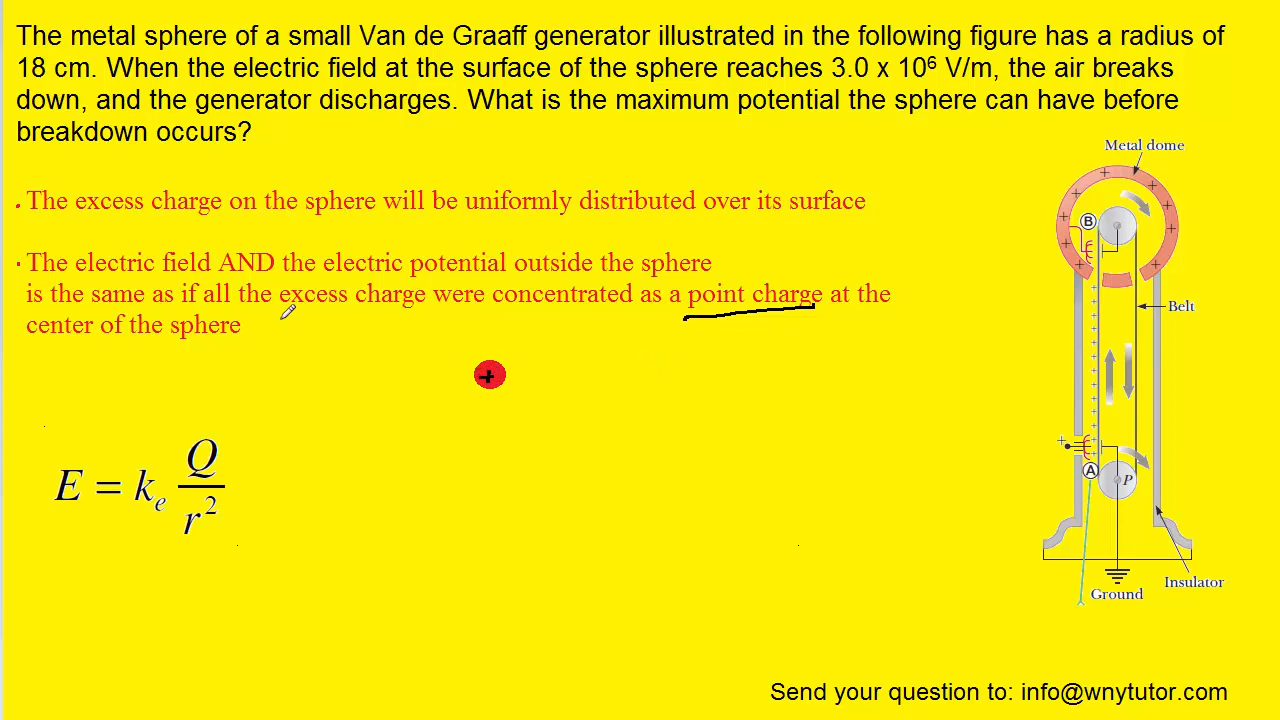 The metal sphere of a small Van de Graaff generator illustrated in the following figure has a radius of
18 cm. When the electric field at the surface of the sphere reaches 3.0 x 10⁶ V/m, the air breaks
down, and the generator discharges. What is the maximum potential the sphere can have before
breakdown occurs?
Metal dome
The excess charge on the sphere will be uniformly distributed over its surface
B
The electric field AND the electric potential outside the sphere
is the same as if all the excess charge were concentrated as a point charge at the
center of the sphere
Belt
+
E = kₑ Q/r²
+
A
P
Insulator
Ground
Send your question to: info@wnytutor.com